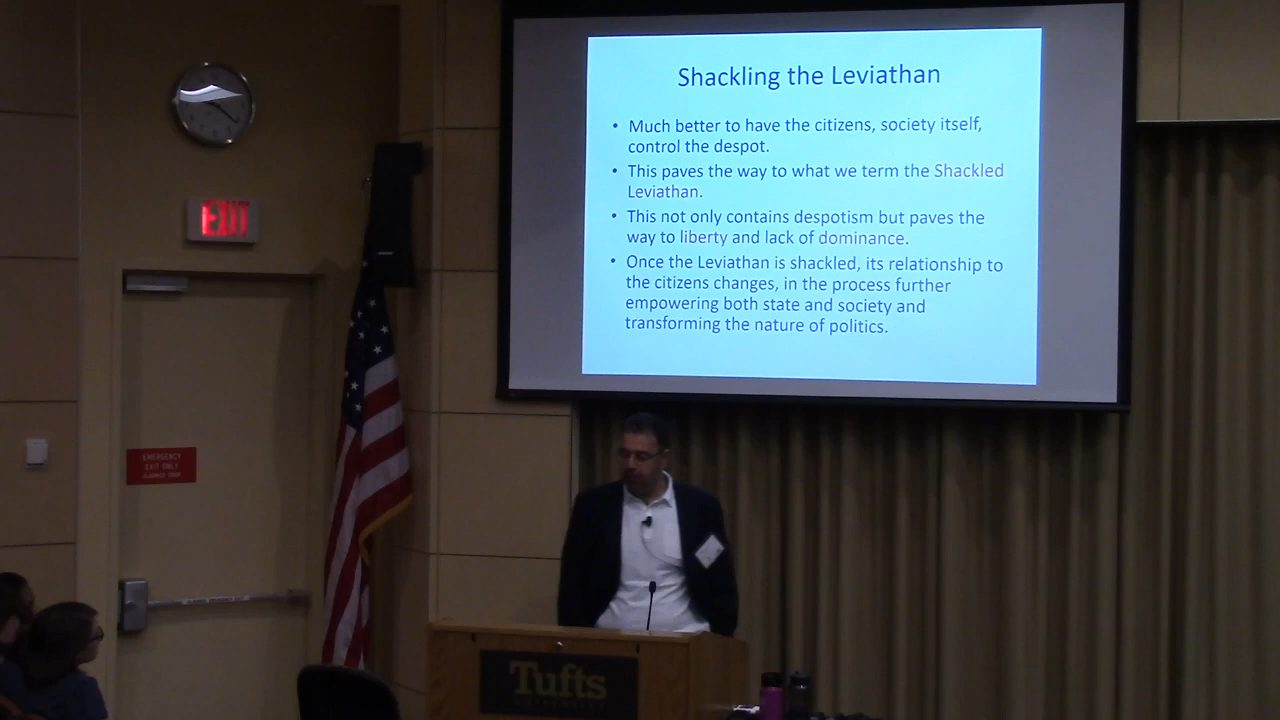 Shackling the Leviathan
• Much better to have the citizens, society itself,
control the despot.
• This paves the way to what we term the Shackled
Leviathan.
• This not only contains despotism but paves the
way to liberty and lack of dominance.
• Once the Leviathan is shackled, its relationship to
the citizens changes, in the process further
empowering both state and society and
transforming the nature of politics.
EXIT
EMERGENCY
EXIT ONLY
Tufts